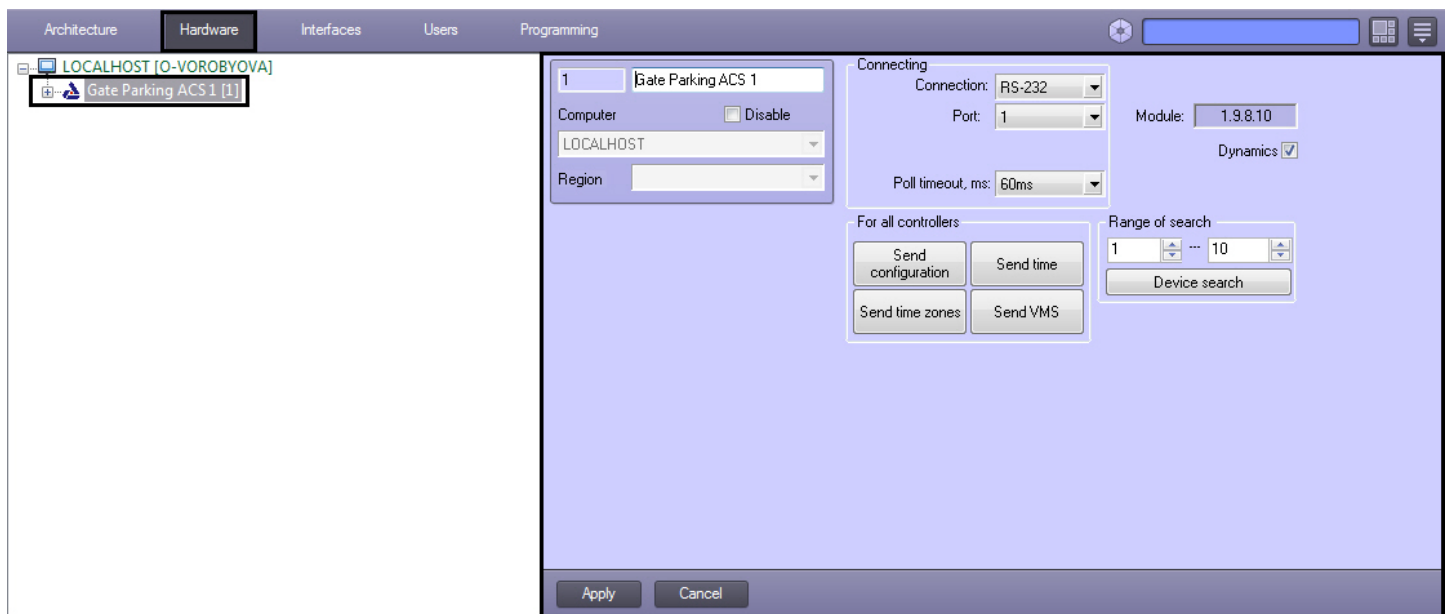 Architecture Hardware Interfaces Users Programming
LOCALHOST [O-VOROBYOVA]
Gate Parking ACS 1 [1]
1 Gate Parking ACS 1
Computer Disable
LOCALHOST
Region
Connecting
Connection: RS-232
Port: 1
Poll timeout, ms: 60ms
Module: 1.9.8.10
Dynamics
For all controllers
Send
configuration
Send time
Send time zones
Send VMS
Range of search
1 --- 10
Device search
Apply Cancel